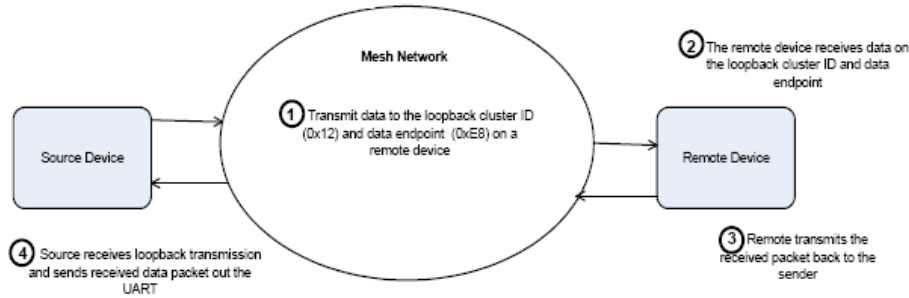 Mesh Network
1 Transmit data to the loopback cluster ID
(0x12) and data endpoint (0xE8) on a
remote device
2 The remote device receives data on
the loopback cluster ID and data
endpoint
Source Device
Remote Device
3 Remote transmits the
received packet back to the
sender
4 Source receives loopback transmission
and sends received data packet out the
UART